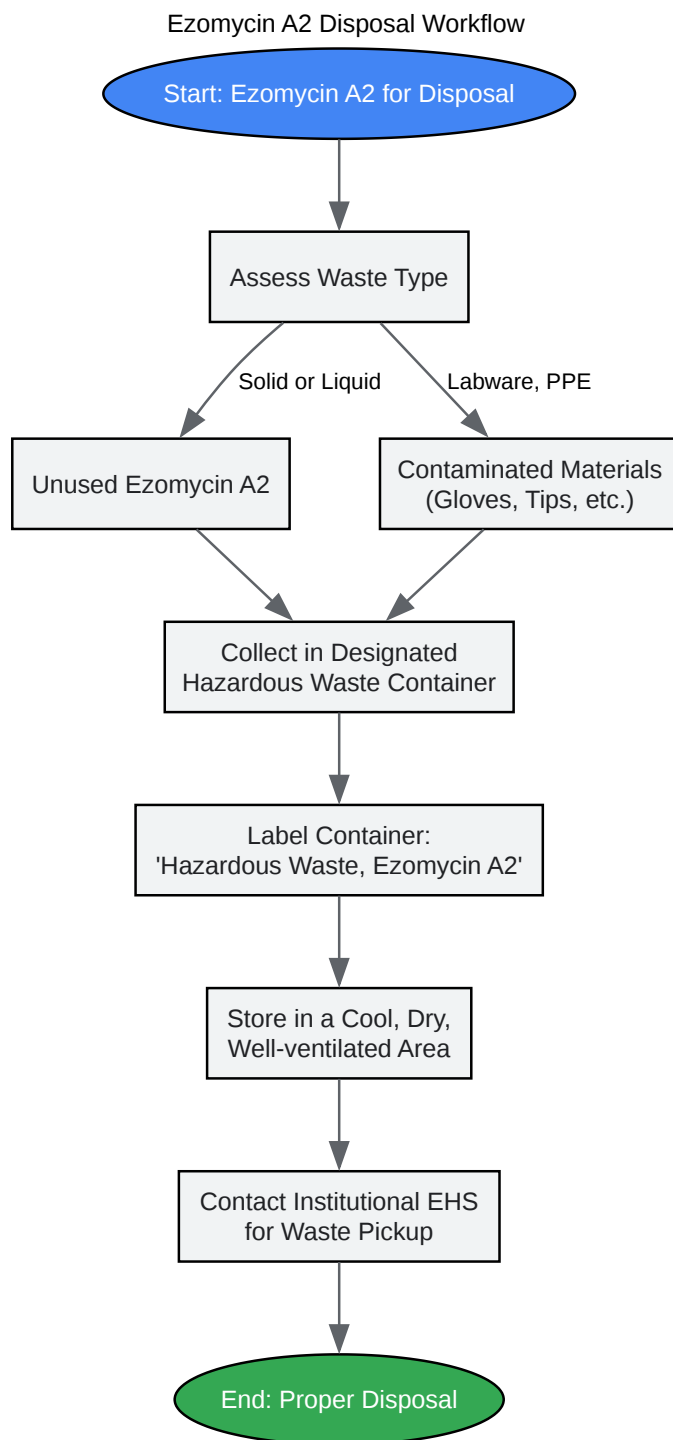 Ezomycin A2 Disposal Workflow
Start: Ezomycin A2 for Disposal
Assess Waste Type
Solid or Liquid
Labware, PPE
Unused Ezomycin A2
Contaminated Materials
(Gloves, Tips, etc.)
Collect in Designated
Hazardous Waste Container
Label Container:
'Hazardous Waste, Ezomycin A2'
Store in a Cool, Dry,
Well-ventilated Area
Contact Institutional EHS
for Waste Pickup
End: Proper Disposal